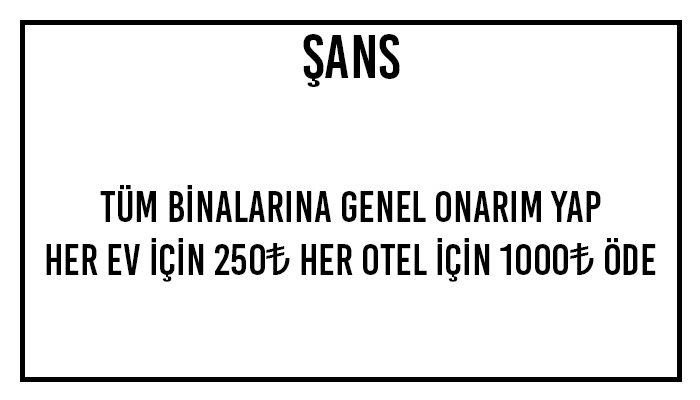 ŞANS
TÜM BİNALARINA GENEL ONARIM YAP
HER EV İÇİN 250₺ HER OTEL İÇİN 1000₺ ÖDE